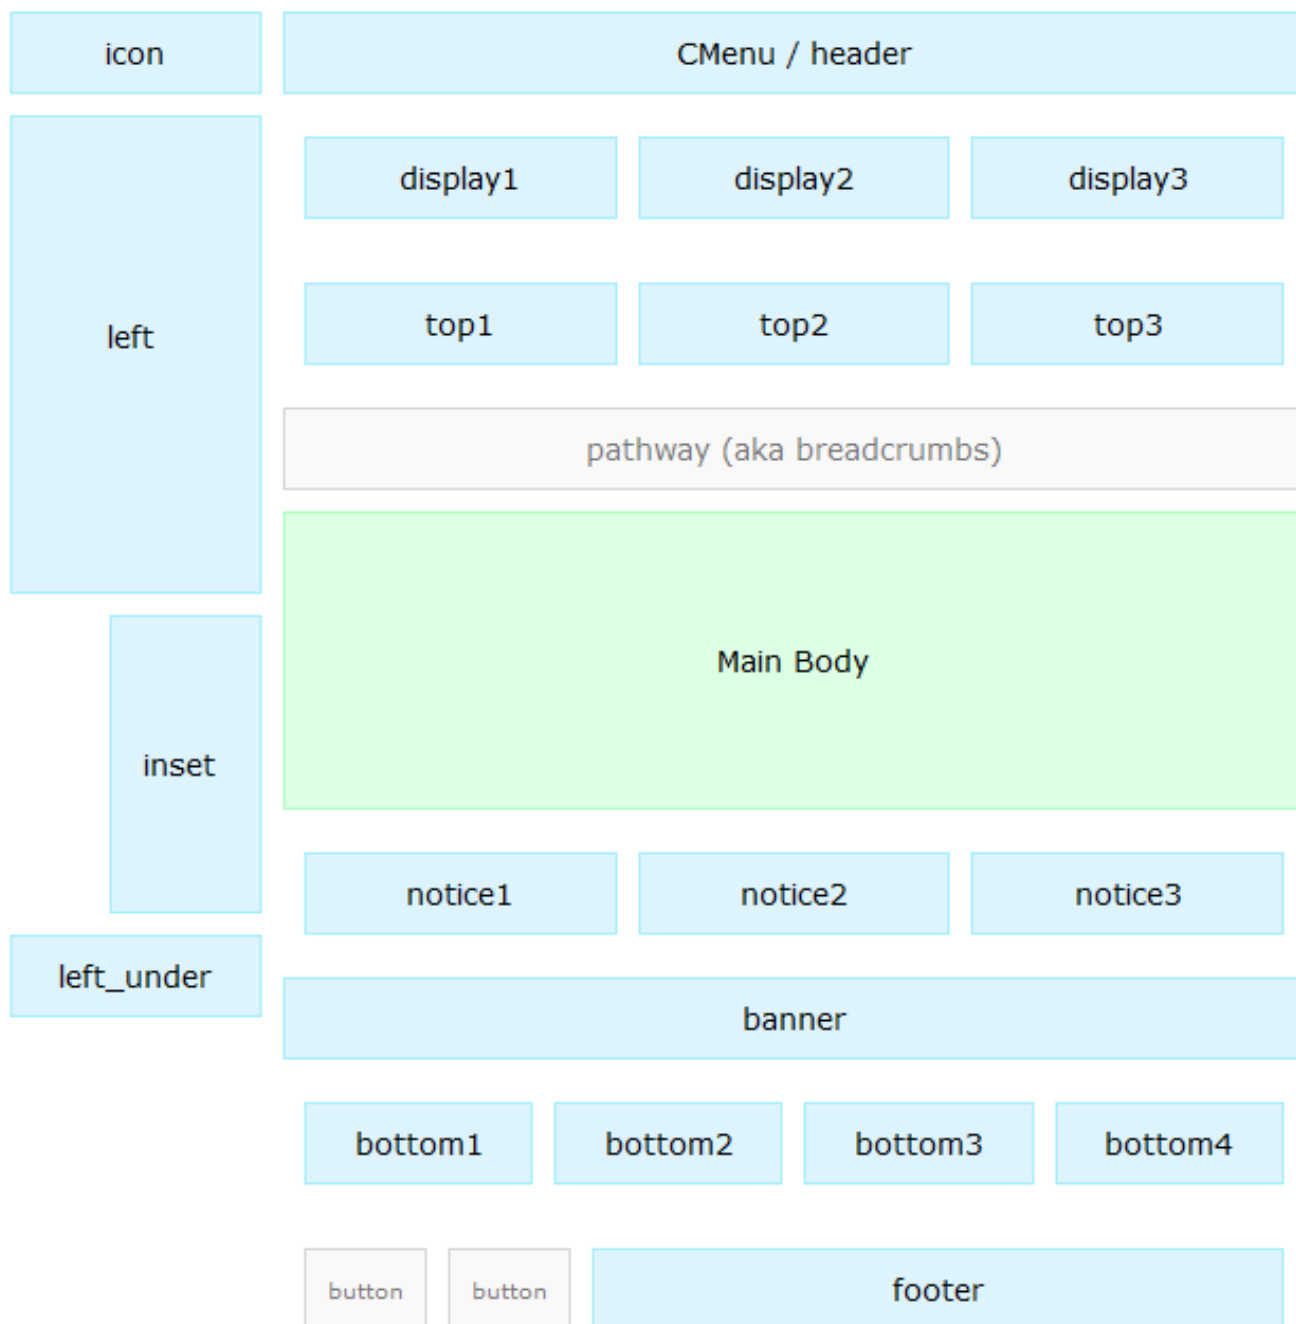 icon
CMenu / header
left
display1
display2
display3
top1
top2
top3
pathway (aka breadcrumbs)
Main Body
inset
notice1
notice2
notice3
left_under
banner
bottom1
bottom2
bottom3
bottom4
button
button
footer